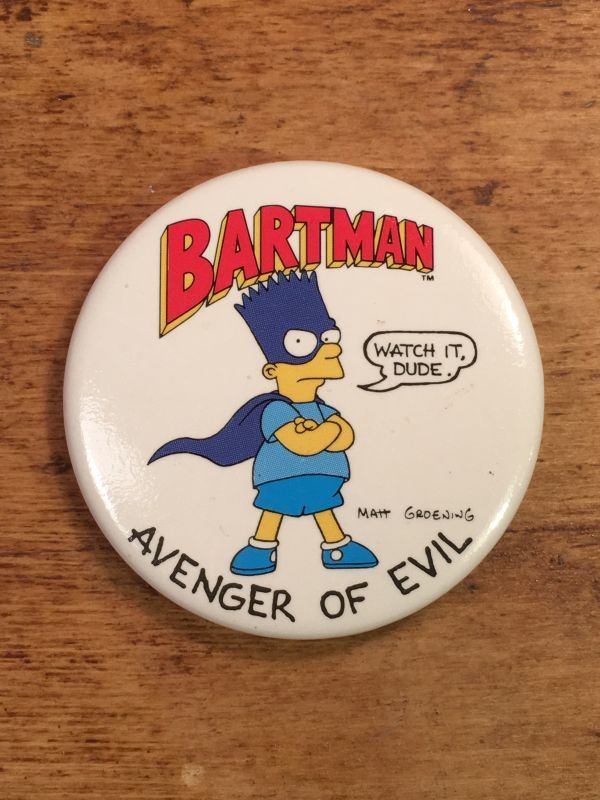 BARTMAN
TM
WATCH IT,
DUDE.
MATT GROENING
AVENGER OF EVIL